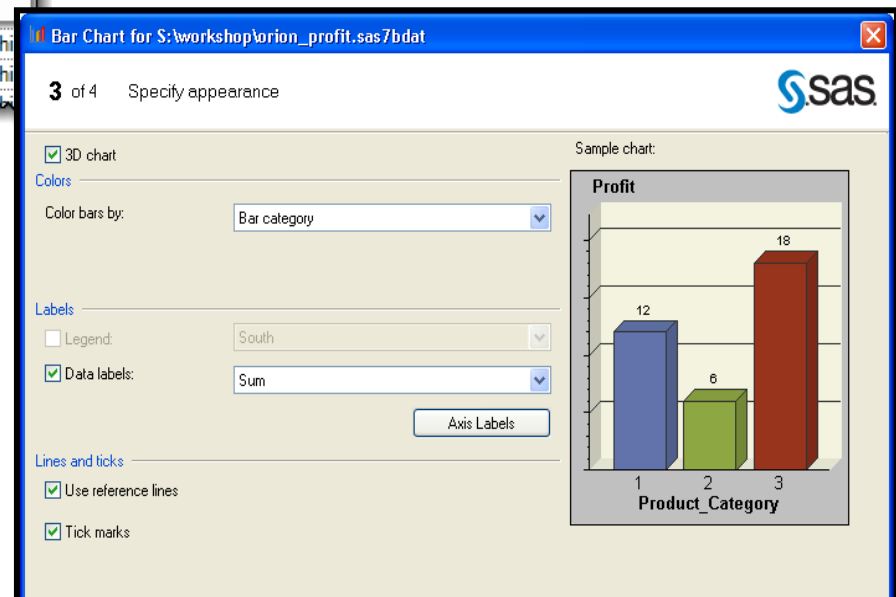 hi
hi
Bar Chart for S:\workshop\orion_profit.sas7bdat
3 of 4 Specify appearance
sas
3D chart
Colors
Color bars by:
Bar category
Labels
Legend:
South
Data labels:
Sum
Axis Labels
Lines and ticks
Use reference lines
Tick marks
Sample chart:
Profit
18
12
6
1 2 3
Product_Category